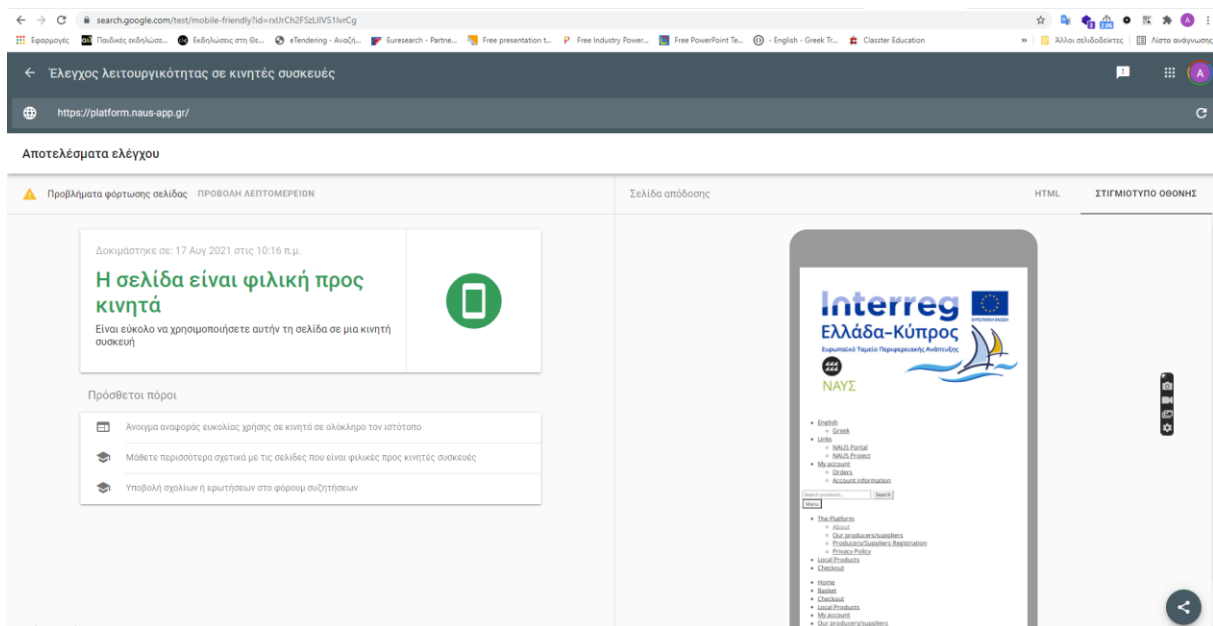 search.google.com/test/mobile-friendly?id=nxUrCh2FSzLIIVS1IvrCg
Εφαρμογές Παιδικές εκδηλώσε... Εκδηλώσεις στη Θε... eTendering - Αναζή... Euresearch - Partne... Free presentation t... Free Industry Power... Free PowerPoint Te... - English - Greek Tr... Classter Education » Άλλοι σελιδοδείκτες Λίστα ανάγνωσης
Έλεγχος λειτουργικότητας σε κινητές συσκευές
A
https://platform.naus-app.gr/
Αποτελέσματα ελέγχου
Προβλήματα φόρτωσης σελίδας ΠΡΟΒΟΛΗ ΛΕΠΤΟΜΕΡΕΙΩΝ
Σελίδα απόδοσης HTML ΣΤΙΓΜΙΟΤΥΠΟ ΟΘΟΝΗΣ
Δοκιμάστηκε σε: 17 Αυγ 2021 στις 10:16 π.μ.
Η σελίδα είναι φιλική προς
κινητά
Είναι εύκολο να χρησιμοποιήσετε αυτήν τη σελίδα σε μια κινητή
συσκευή
Πρόσθετοι πόροι
Άνοιγμα αναφοράς ευκολίας χρήσης σε κινητά σε ολόκληρο τον ιστότοπο
Μάθετε περισσότερα σχετικά με τις σελίδες που είναι φιλικές προς κινητές συσκευές
Υποβολή σχολίων ή ερωτήσεων στο φόρουμ συζητήσεων
Interreg
ΕΥΡΩΠΑΪΚΗ ΕΝΩΣΗ
Ελλάδα-Κύπρος
Ευρωπαϊκό Ταμείο Περιφερειακής Ανάπτυξης
ΝΑΥΣ
English
Greek
Links
NAUS Portal
NAUS Project
My account
Orders
Account information
Search products... Search
Menu
The Platform
About
Our producers/suppliers
Producers/Suppliers Registration
Privacy Policy
Local Products
Checkout
Home
Basket
Checkout
Local Products
My account
Our producers/suppliers